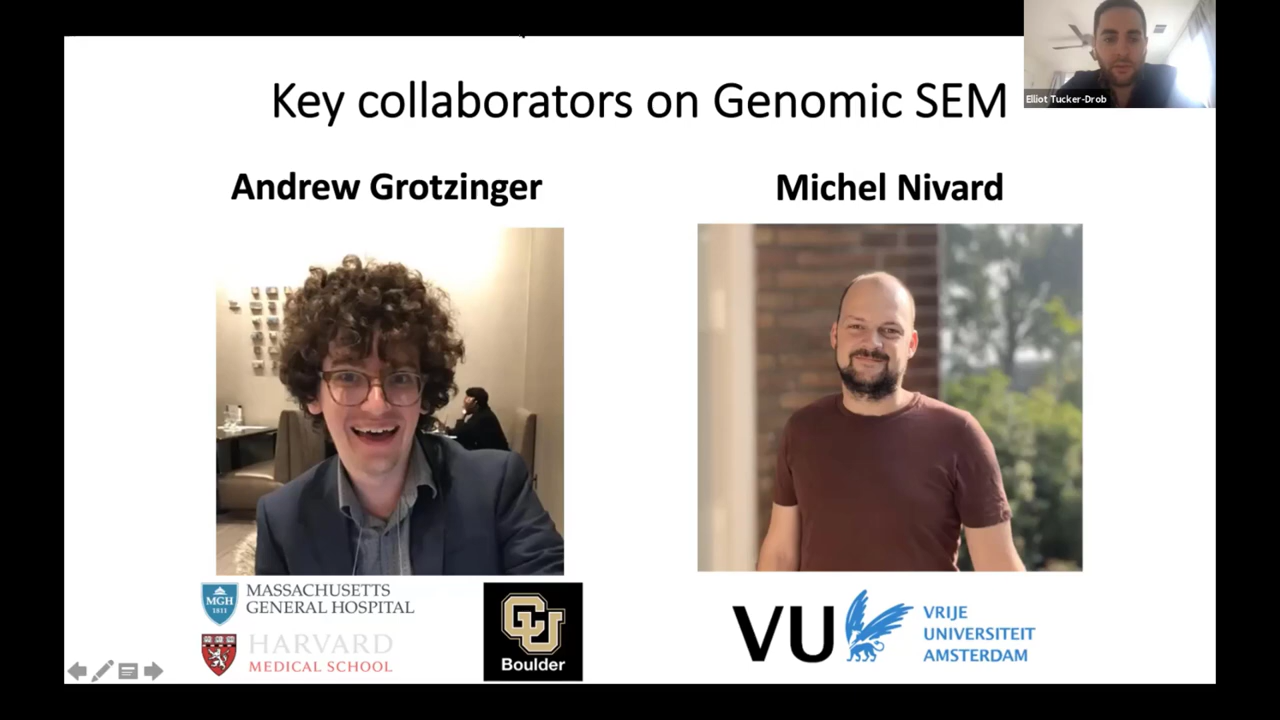 Key collaborators on Genomic SEM
Elliot Tucker-Drob
Andrew Grotzinger
Michel Nivard
MGH
1811
MASSACHUSETTS
GENERAL HOSPITAL
HARVARD
MEDICAL SCHOOL
CU
Boulder
VU
VRIJE
UNIVERSITEIT
AMSTERDAM